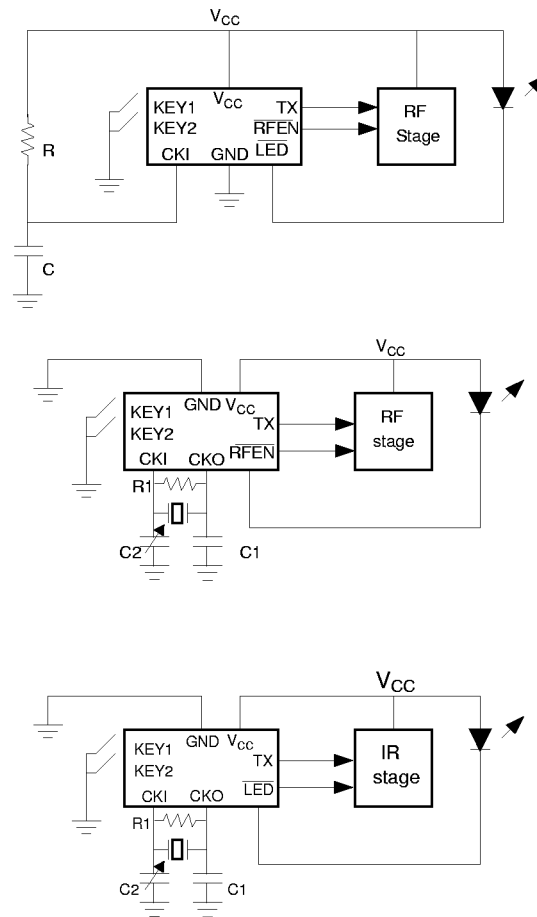 VCC
KEY1 VCC TX RF
KEY2 RFEN Stage
LED
CKI GND
R
C
VCC
GND VCC
KEY1 TX RF
KEY2 RFEN stage
CKI CKO
R1
C2 C1
VCC
GND VCC
KEY1 TX IR
KEY2 LED stage
CKI CKO
R1
C2 C1